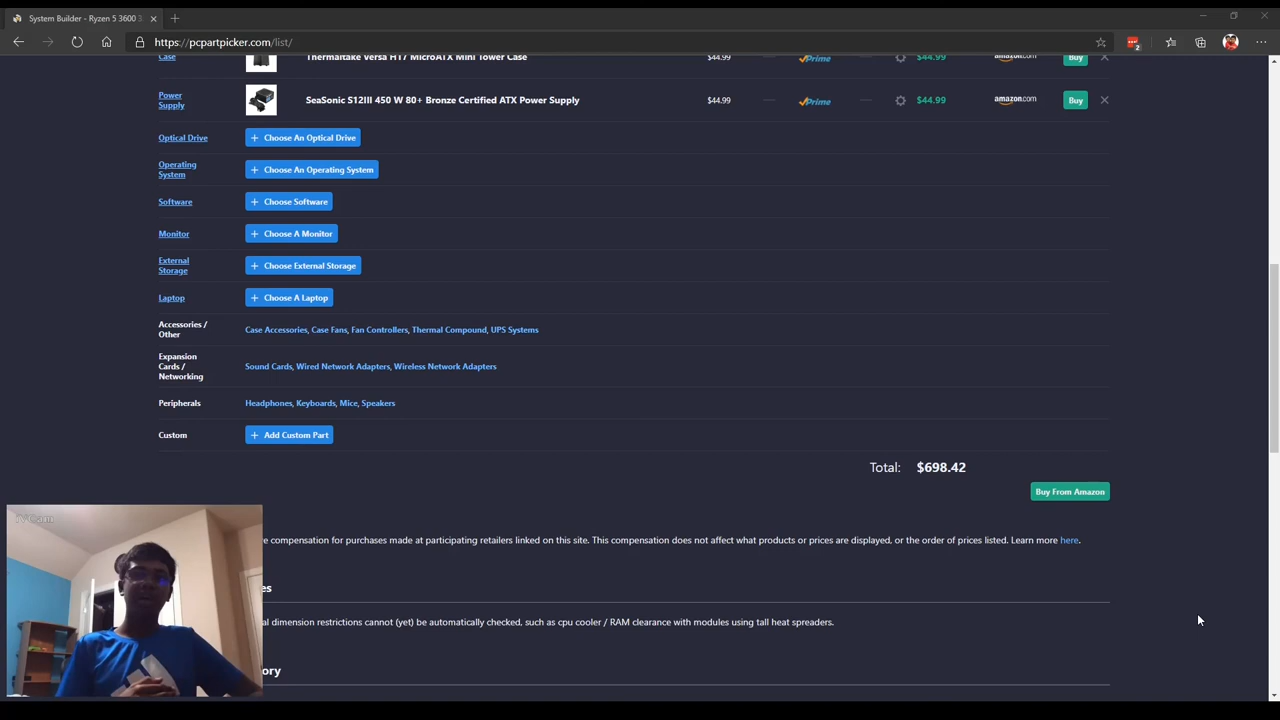 System Builder - Ryzen 5 3600 3
https://pcpartpicker.com/list/
2
Case Thermaltake Versa H17 MicroATX Mini Tower Case $44.99 — Prime — $44.99 amazon.com Buy
Power Supply SeaSonic S12III 450 W 80+ Bronze Certified ATX Power Supply $44.99 — Prime — $44.99 amazon.com Buy
Optical Drive + Choose An Optical Drive
Operating System + Choose An Operating System
Software + Choose Software
Monitor + Choose A Monitor
External Storage + Choose External Storage
Laptop + Choose A Laptop
Accessories / Other Case Accessories, Case Fans, Fan Controllers, Thermal Compound, UPS Systems
Expansion Cards / Networking Sound Cards, Wired Network Adapters, Wireless Network Adapters
Peripherals Headphones, Keyboards, Mice, Speakers
Custom + Add Custom Part
Total: $698.42
Buy From Amazon
iVCam
e compensation for purchases made at participating retailers linked on this site. This compensation does not affect what products or prices are displayed, or the order of prices listed. Learn more here.
es
al dimension restrictions cannot (yet) be automatically checked, such as cpu cooler / RAM clearance with modules using tall heat spreaders.
ory